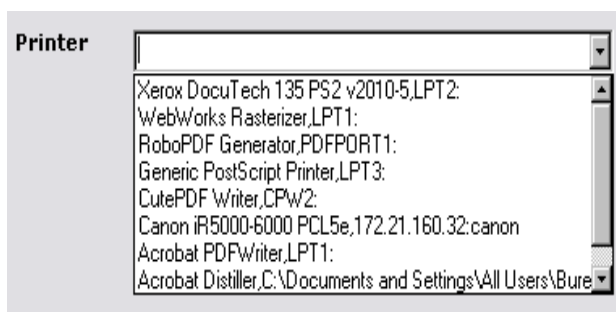 Printer
Xerox DocuTech 135 PS2 v2010-5,LPT2:
WebWorks Rasterizer,LPT1:
RoboPDF Generator,PDFPORT1:
Generic PostScript Printer,LPT3:
CutePDF Writer,CPW2:
Canon iR5000-6000 PCL5e,172.21.160.32:canon
Acrobat PDFWriter,LPT1:
Acrobat Distiller,C:\Documents and Settings\All Users\Bure